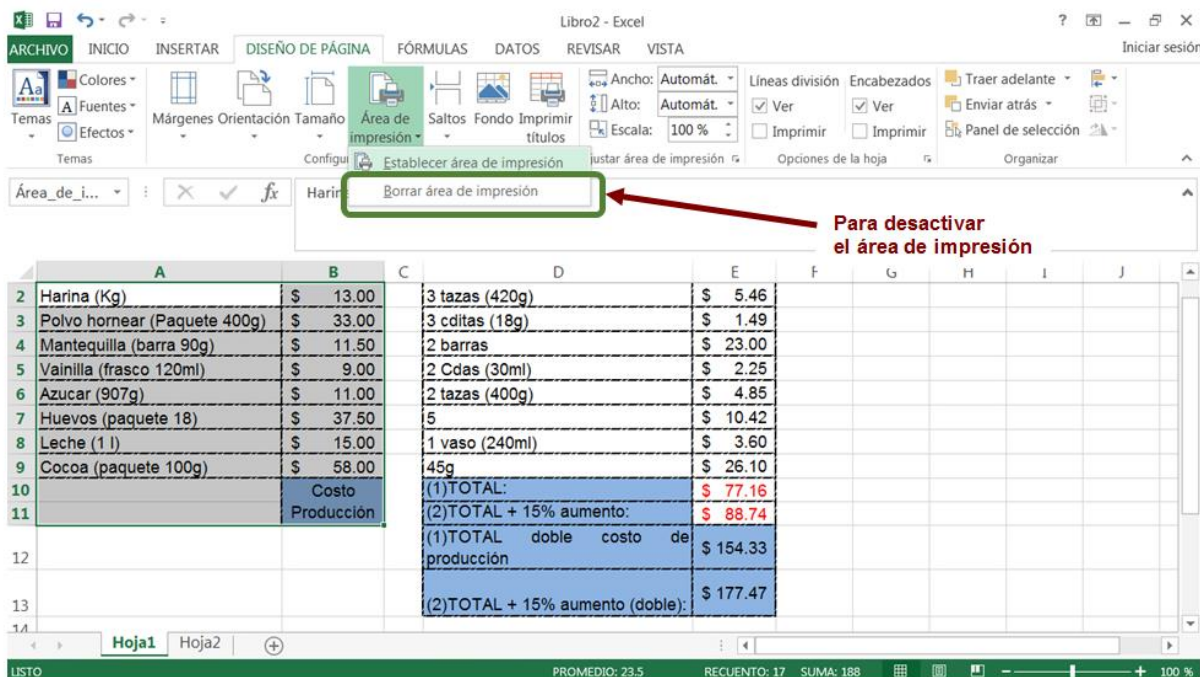 Libro2 - Excel
ARCHIVO INICIO INSERTAR DISEÑO DE PÁGINA FÓRMULAS DATOS REVISAR VISTA Iniciar sesión
Colores
Fuentes
Efectos
Temas
Temas
Márgenes Orientación Tamaño Área de impresión Saltos Fondo Imprimir títulos
Ancho: Automát.
Alto: Automát.
Escala: 100 %
Líneas división Encabezados
Ver Ver
Imprimir Imprimir
Opciones de la hoja
Traer adelante
Enviar atrás
Panel de selección
Organizar
Establecer área de impresión
Borrar área de impresión
Para desactivar
el área de impresión
Área_de_i... fx
A B C D E F G H I J
2 Harina (Kg) $ 13.00 3 tazas (420g) $ 5.46
3 Polvo hornear (Paquete 400g) $ 33.00 3 cditas (18g) $ 1.49
4 Mantequilla (barra 90g) $ 11.50 2 barras $ 23.00
5 Vainilla (frasco 120ml) $ 9.00 2 Cdas (30ml) $ 2.25
6 Azucar (907g) $ 11.00 2 tazas (400g) $ 4.85
7 Huevos (paquete 18) $ 37.50 5 $ 10.42
8 Leche (1 l) $ 15.00 1 vaso (240ml) $ 3.60
9 Cocoa (paquete 100g) $ 58.00 45g $ 26.10
10 Costo (1)TOTAL: $ 77.16
11 Producción (2)TOTAL + 15% aumento: $ 88.74
12 (1)TOTAL doble costo de producción $ 154.33
13 (2)TOTAL + 15% aumento (doble): $ 177.47
14
Hoja1 Hoja2
LISTO PROMEDIO: 23.5 RECUENTO: 17 SUMA: 188 100 %